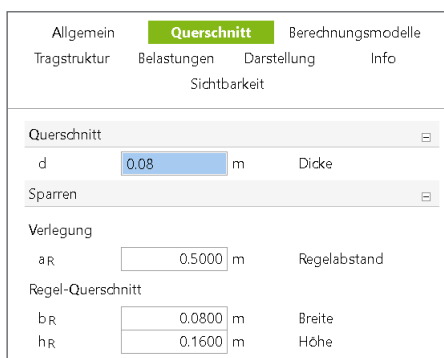 Allgemein Querschnitt Berechnungsmodelle
Tragstruktur Belastungen Darstellung Info
Sichtbarkeit
Querschnitt
d 0.08 m Dicke
Sparren
Verlegung
aR 0.5000 m Regelabstand
Regel-Querschnitt
bR 0.0800 m Breite
hR 0.1600 m Höhe